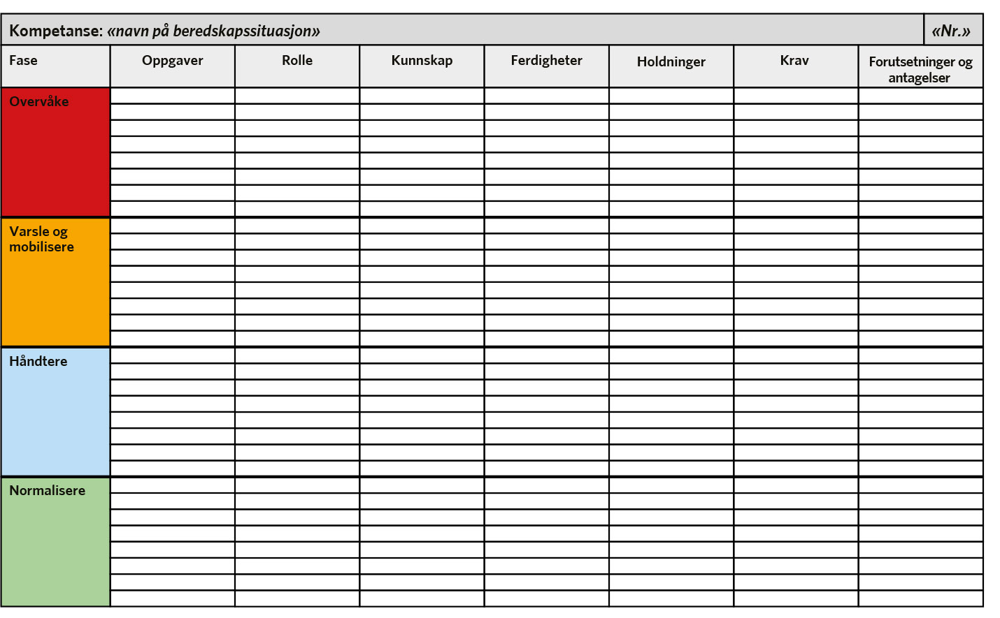 Kompetanse: «navn på beredskapssituasjon» «Nr.»
Fase Oppgaver Rolle Kunnskap Ferdigheter Holdninger Krav Forutsetninger og
antagelser
Overvåke
Varsle og
mobilisere
Håndtere
Normalisere